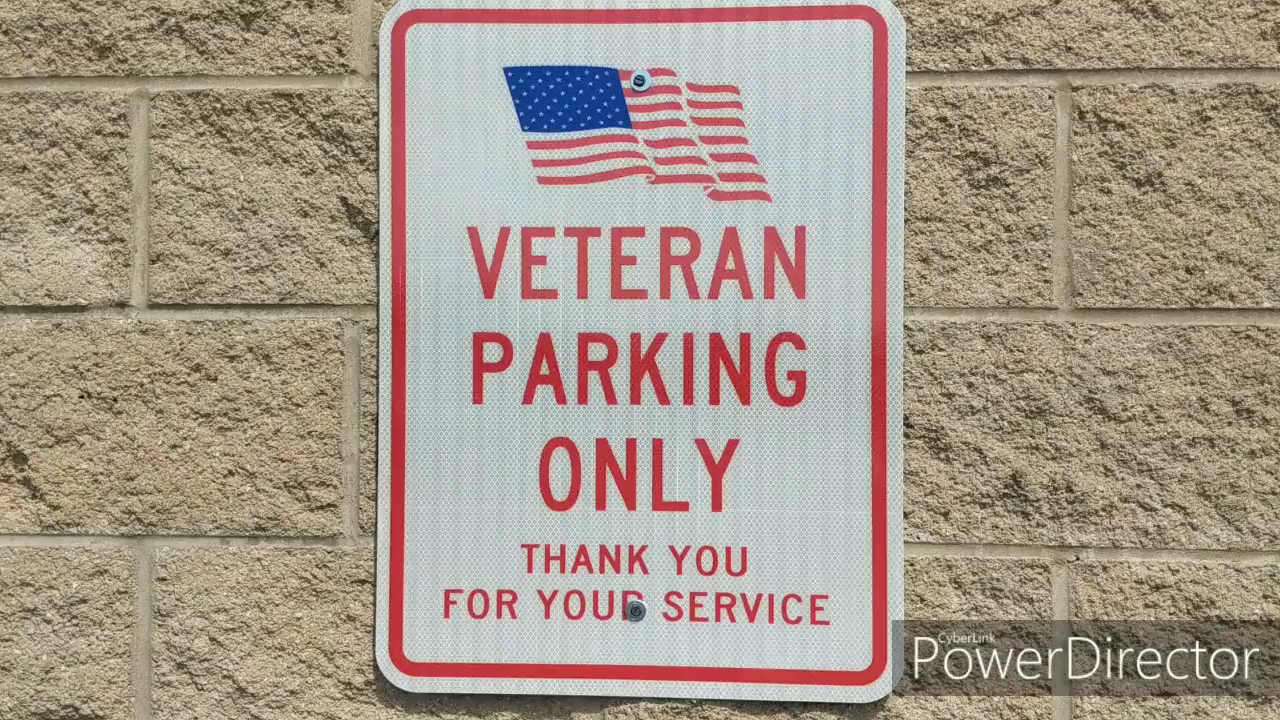 VETERAN
PARKING
ONLY
THANK YOU
FOR YOUR SERVICE
CyberLink
PowerDirector